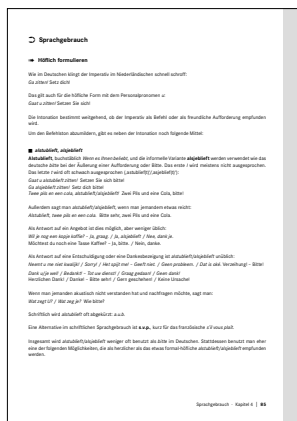 Sprachgebrauch
Höflich formulieren
Wie im Deutschen klingt der Imperativ im Niederländischen schnell schroff:
Ga zitten! Setz dich!
Das gilt auch für die höfliche Form mit dem Personalpronomen u:
Gaat u zitten! Setzen Sie sich!
Die Intonation bestimmt weitgehend, ob der Imperativ als Befehl oder als freundliche Aufforderung empfunden
wird.
Um den Befehlston abzumildern, gibt es neben der Intonation noch folgende Mittel:
alstublieft, alsjeblieft
Alstublieft, buchstäblich Wenn es Ihnen beliebt, und die informelle Variante alsjeblieft werden verwendet wie das
deutsche bitte bei der Äußerung einer Aufforderung oder Bitte. Das erste t wird meistens nicht ausgesprochen.
Das letzte t wird oft schwach ausgesprochen
Gaat u alstublieft zitten! Setzen Sie sich bitte!
Ga alsjeblieft zitten! Setz dich bitte!
Twee pils en een cola, alstublieft! Zwei Pils und eine Cola, bitte!
Außerdem sagt man alstublieft/alsjeblieft, wenn man jemandem etwas reicht:
Alstublieft, twee pils en een cola. Bitte sehr, zwei Pils und eine Cola.
Als Antwort auf ein Angebot ist dies möglich, aber weniger üblich:
Wil je nog een kopje koffie? – Ja, graag. / Ja, alsjeblieft. / Nee, dank je.
Möchtest du noch eine Tasse Kaffee? – Ja, bitte. / Nein, danke.
Als Antwort auf eine Entschuldigung oder eine Dankesbezeigung ist alstublieft/alsjeblieft unüblich:
Neemt u me niet kwalijk! / Sorry! / Het spijt me! – Geeft niet. / Geen probleem. / Dat is oké. Verzeihung! – Bitte!
Dank u/je wel! / Bedankt! – Tot uw dienst! / Graag gedaan! / Geen dank!
Herzlichen Dank! / Danke! – Bitte sehr! / Gern geschehen! / Keine Ursache!
Wenn man jemanden akustisch nicht verstanden hat und nachfragen möchte, sagt man:
Wat zegt U? / Wat zeg je? Wie bitte?
Schriftlich wird alstublieft oft abgekürzt: a.u.b.
Eine Alternative im schriftlichen Sprachgebrauch ist s.v.p., kurz für das französische s'il vous plaît.
Insgesamt wird alstublieft/alsjeblieft weniger oft benutzt als bitte im Deutschen. Stattdessen benutzt man eher
eine der folgenden Möglichkeiten, die als herzlicher als das etwas formal-höfliche alstublieft/alsjeblieft empfunden
werden.
Sprachgebrauch – Kapitel 6 | 83